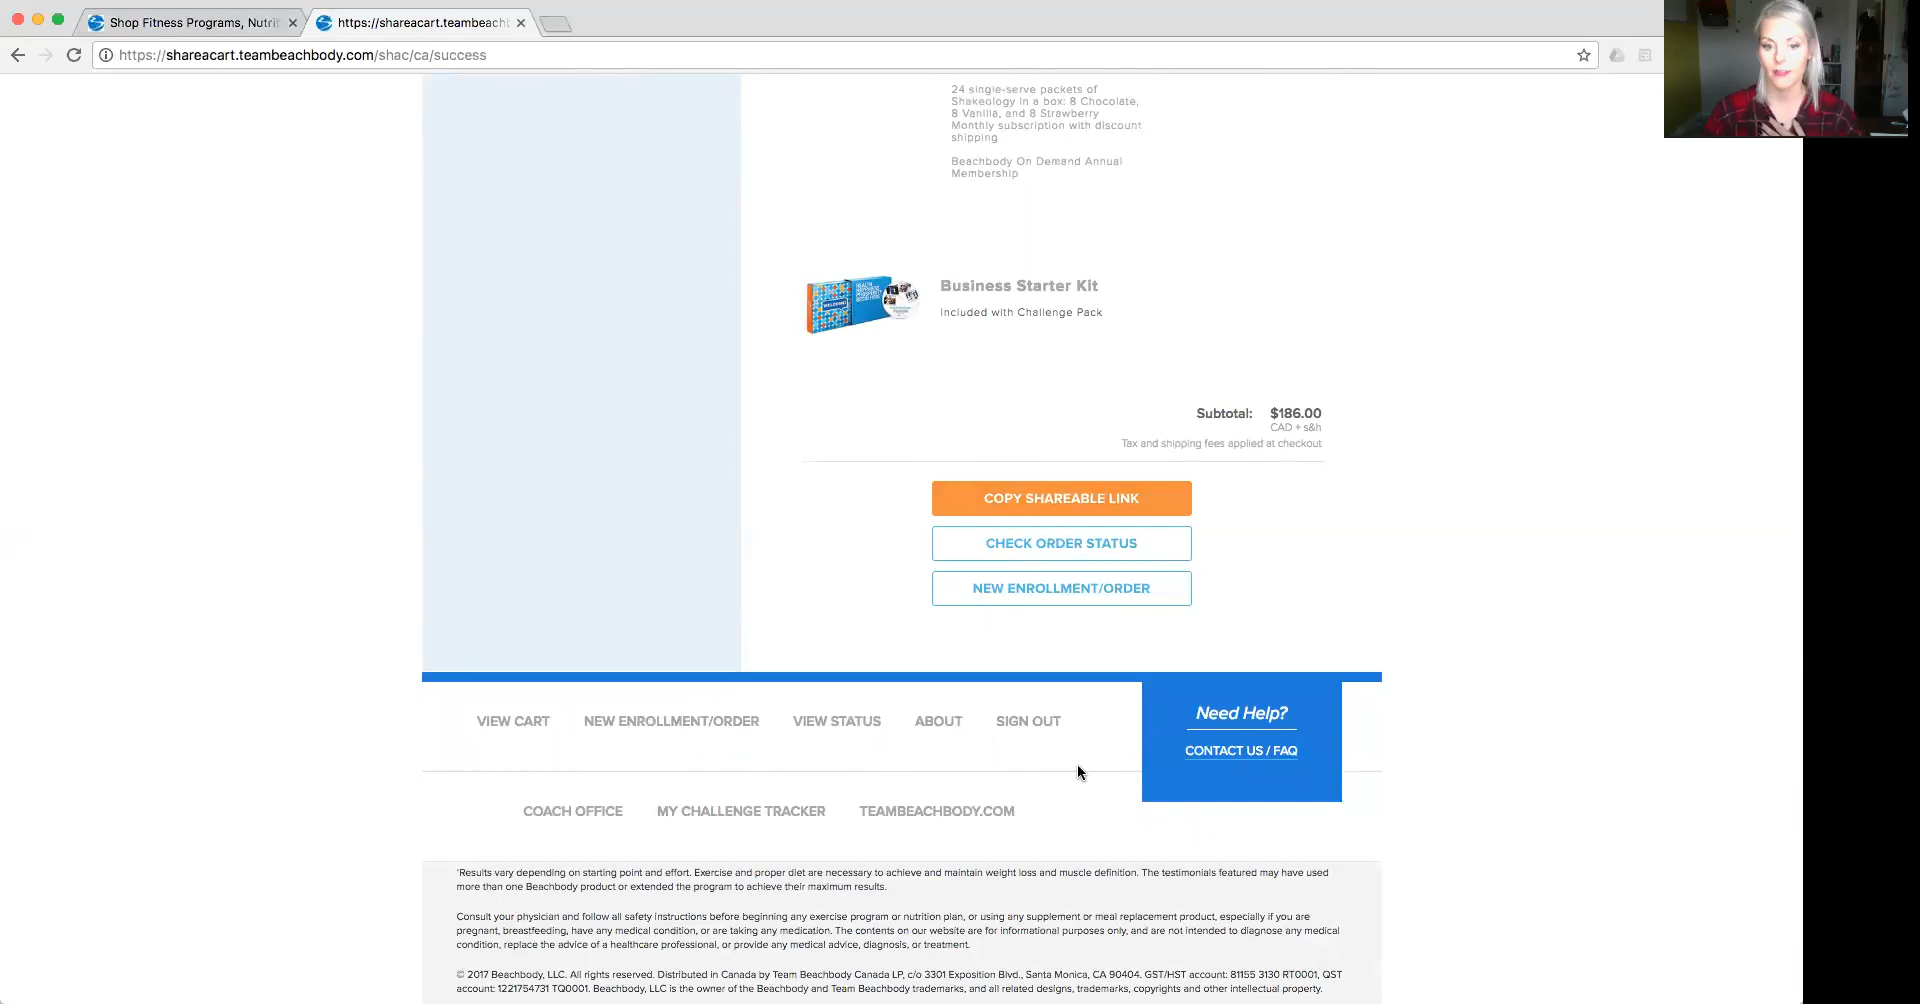 Shop Fitness Programs, Nutri
https://shareacart.teambeachb
https://shareacart.teambeachbody.com/shac/ca/success
24 single-serve packets of
Shakeology in a box: 8 Chocolate,
8 Vanilla, and 8 Strawberry
Monthly subscription with discount
shipping
Beachbody On Demand Annual
Membership
Business Starter Kit
included with Challenge Pack
Subtotal: $186.00
CAD + s&h
Tax and shipping fees applied at checkout
COPY SHAREABLE LINK
CHECK ORDER STATUS
NEW ENROLLMENT/ORDER
VIEW CART NEW ENROLLMENT/ORDER VIEW STATUS ABOUT SIGN OUT
Need Help?
CONTACT US / FAQ
COACH OFFICE MY CHALLENGE TRACKER TEAMBEACHBODY.COM
†Results vary depending on starting point and effort. Exercise and proper diet are necessary to achieve and maintain weight loss and muscle definition. The testimonials featured may have used
more than one Beachbody product or extended the program to achieve their maximum results.
Consult your physician and follow all safety instructions before beginning any exercise program or nutrition plan, or using any supplement or meal replacement product, especially if you are
pregnant, breastfeeding, have any medical condition, or are taking any medication. The contents on our website are for informational purposes only, and are not intended to diagnose any medical
condition, replace the advice of a healthcare professional, or provide any medical advice, diagnosis, or treatment.
© 2017 Beachbody, LLC. All rights reserved. Distributed in Canada by Team Beachbody Canada LP, c/o 3301 Exposition Blvd., Santa Monica, CA 90404. GST/HST account: 81155 3130 RT0001, QST
account: 1221754731 TQ0001. Beachbody, LLC is the owner of the Beachbody and Team Beachbody trademarks, and all related designs, trademarks, copyrights and other intellectual property.